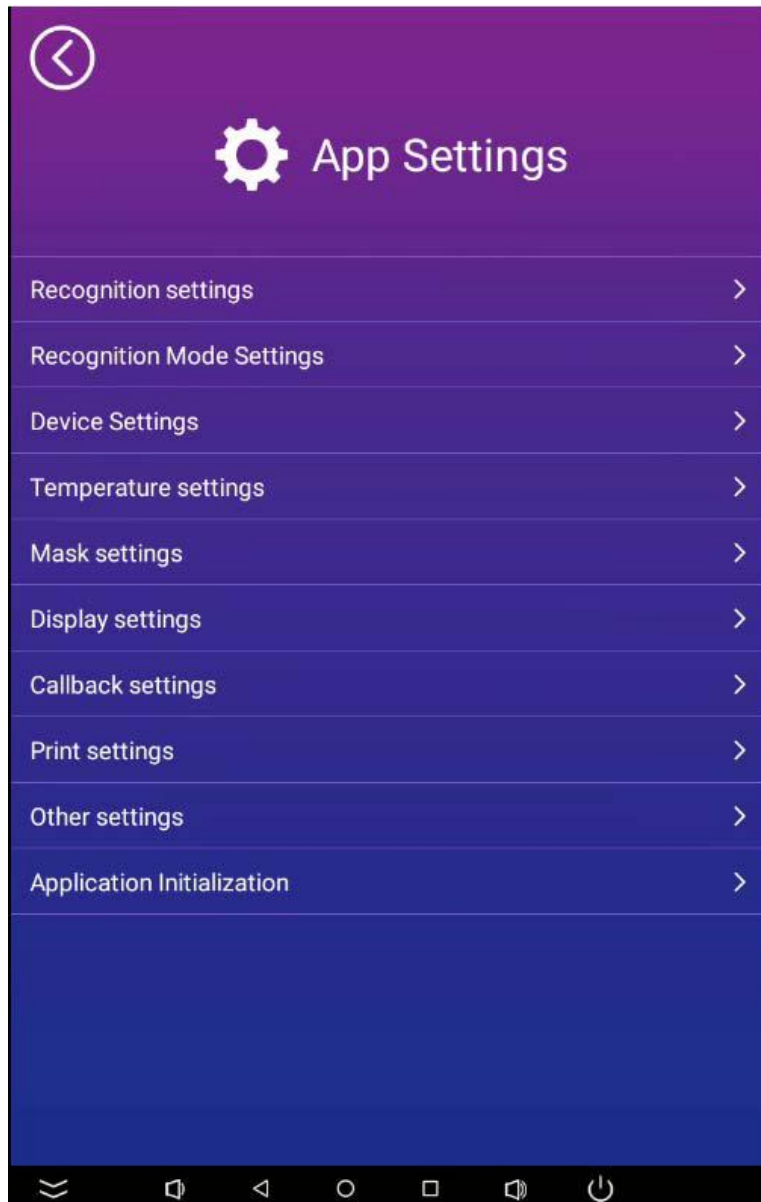 App Settings
Recognition settings
Recognition Mode Settings
Device Settings
Temperature settings
Mask settings
Display settings
Callback settings
Print settings
Other settings
Application Initialization